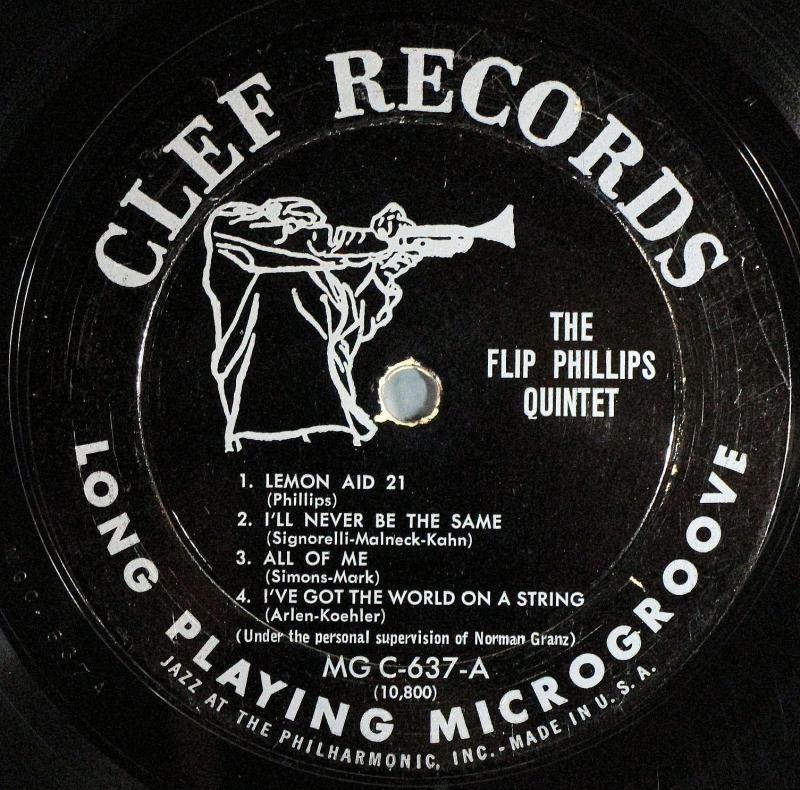 CLEF RECORDS
THE
FLIP PHILLIPS
QUINTET
1. LEMON AID 21
(Phillips)
2. I'LL NEVER BE THE SAME
(Signorelli-Malneck-Kahn)
3. ALL OF ME
(Simons-Mark)
4. I'VE GOT THE WORLD ON A STRING
(Arlen-Koehler)
(Under the personal supervision of Norman Granz)
MG C-637-A
(10,800)
LONG PLAYING MICROGROOVE
JAZZ AT THE PHILHARMONIC, INC.-MADE IN U.S.A.